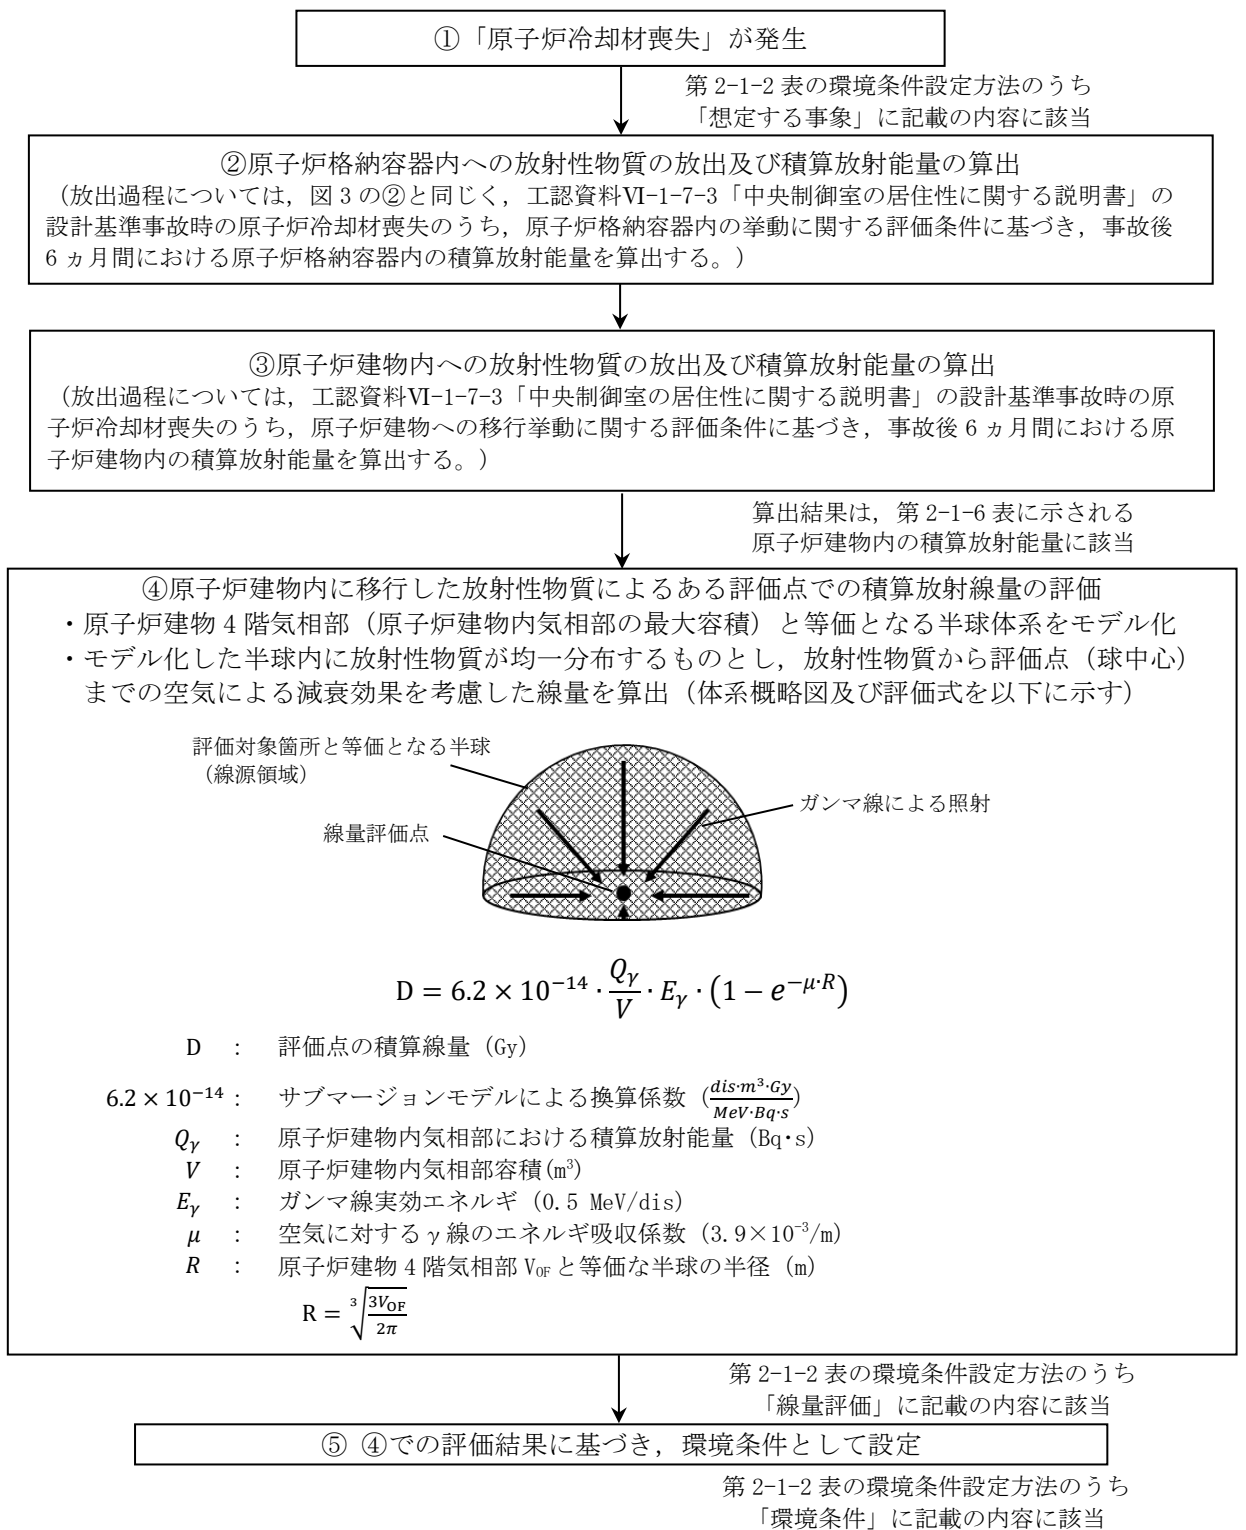 ①「原子炉冷却材喪失」が発生
第 2-1-2 表の環境条件設定方法のうち
「想定する事象」に記載の内容に該当
②原子炉格納容器内への放射性物質の放出及び積算放射能量の算出
（放出過程については，図 3 の②と同じく，工認資料Ⅵ-1-7-3「中央制御室の居住性に関する説明書」の
設計基準事故時の原子炉冷却材喪失のうち，原子炉格納容器内の挙動に関する評価条件に基づき，事故後
6 ヵ月間における原子炉格納容器内の積算放射能量を算出する。）
③原子炉建物内への放射性物質の放出及び積算放射能量の算出
（放出過程については，工認資料Ⅵ-1-7-3「中央制御室の居住性に関する説明書」の設計基準事故時の原
子炉冷却材喪失のうち，原子炉建物への移行挙動に関する評価条件に基づき，事故後 6 ヵ月間における原
子炉建物内の積算放射能量を算出する。）
算出結果は，第 2-1-6 表に示される
原子炉建物内の積算放射能量に該当
④原子炉建物内に移行した放射性物質によるある評価点での積算放射線量の評価
・原子炉建物 4 階気相部（原子炉建物内気相部の最大容積）と等価となる半球体系をモデル化
・モデル化した半球内に放射性物質が均一分布するものとし，放射性物質から評価点（球中心）
までの空気による減衰効果を考慮した線量を算出（体系概略図及び評価式を以下に示す）
評価対象箇所と等価となる半球
（線源領域）
ガンマ線による照射
線量評価点
D = 6.2 × 10⁻¹⁴ · Qᵧ/V · Eᵧ · (1 − e^{−μ·R})
D ： 評価点の積算線量（Gy）
6.2 × 10⁻¹⁴： サブマージョンモデルによる換算係数（dis·m³·Gy/MeV·Bq·s）
Qᵧ ： 原子炉建物内気相部における積算放射能量（Bq･s）
V ： 原子炉建物内気相部容積(m³)
Eᵧ ： ガンマ線実効エネルギ（0.5 MeV/dis）
μ ： 空気に対するγ線のエネルギ吸収係数（3.9×10⁻³/m）
R ： 原子炉建物 4 階気相部 V_OF と等価な半球の半径（m）
R = ∛(3V_OF/2π)
第 2-1-2 表の環境条件設定方法のうち
「線量評価」に記載の内容に該当
⑤ ④での評価結果に基づき，環境条件として設定
第 2-1-2 表の環境条件設定方法のうち
「環境条件」に記載の内容に該当